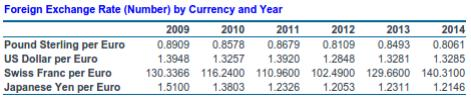 Foreign Exchange Rate (Number) by Currency and Year
2009 2010 2011 2012 2013 2014
Pound Sterling per Euro 0.8909 0.8578 0.8679 0.8109 0.8493 0.8061
US Dollar per Euro 1.3948 1.3257 1.3920 1.2848 1.3281 1.3285
Swiss Franc per Euro 130.3366 116.2400 110.9600 102.4900 129.6600 140.3100
Japanese Yen per Euro 1.5100 1.3803 1.2326 1.2053 1.2311 1.2146